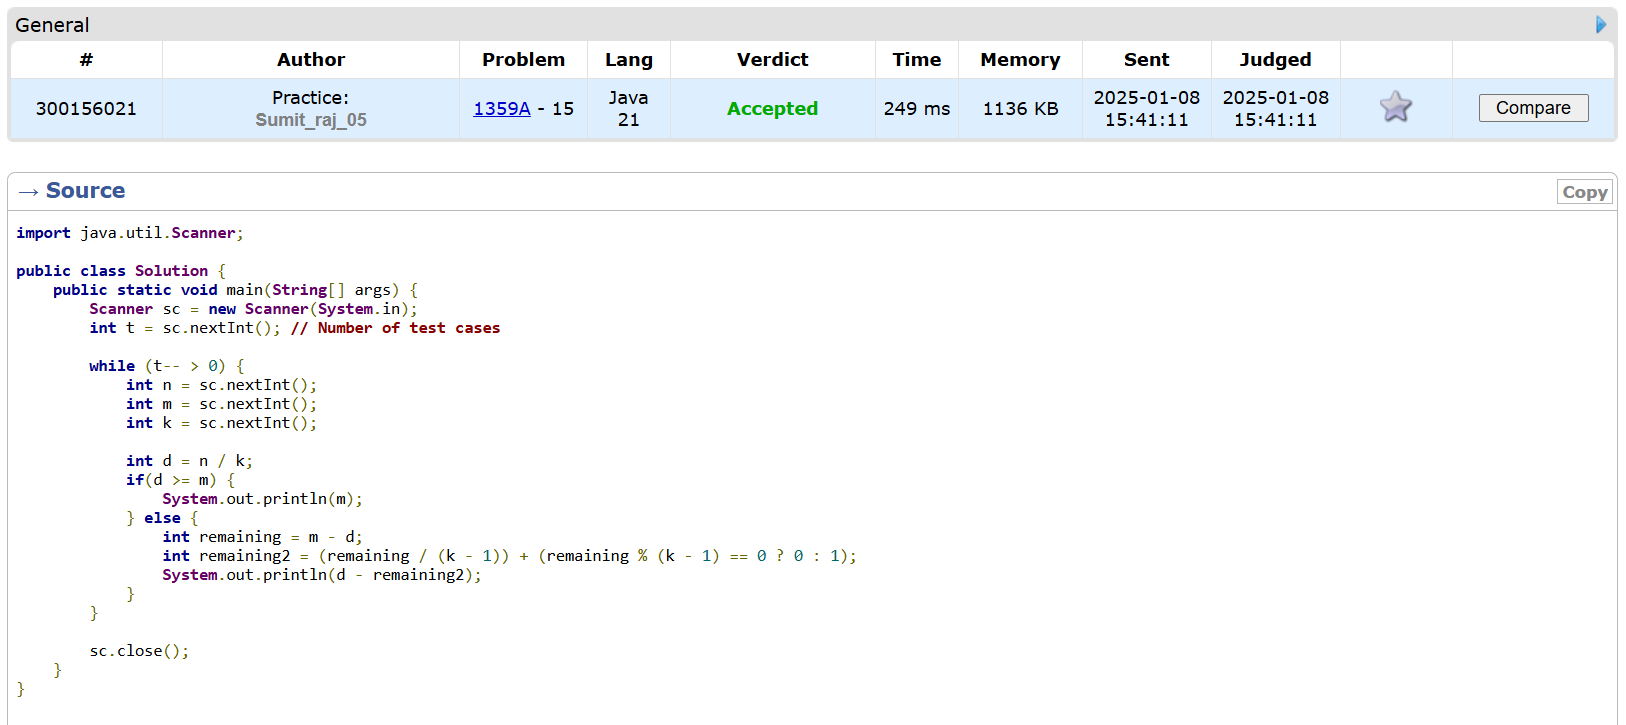 General
# Author Problem Lang Verdict Time Memory Sent Judged
300156021 Practice: Sumit_raj_05 1359A - 15 Java 21 Accepted 249 ms 1136 KB 2025-01-08 15:41:11 2025-01-08 15:41:11 Compare
→ Source Copy
import java.util.Scanner;

public class Solution {
    public static void main(String[] args) {
        Scanner sc = new Scanner(System.in);
        int t = sc.nextInt(); // Number of test cases

        while (t-- > 0) {
            int n = sc.nextInt();
            int m = sc.nextInt();
            int k = sc.nextInt();

            int d = n / k;
            if(d >= m) {
                System.out.println(m);
            } else {
                int remaining = m - d;
                int remaining2 = (remaining / (k - 1)) + (remaining % (k - 1) == 0 ? 0 : 1);
                System.out.println(d - remaining2);
            }
        }

        sc.close();
    }
}